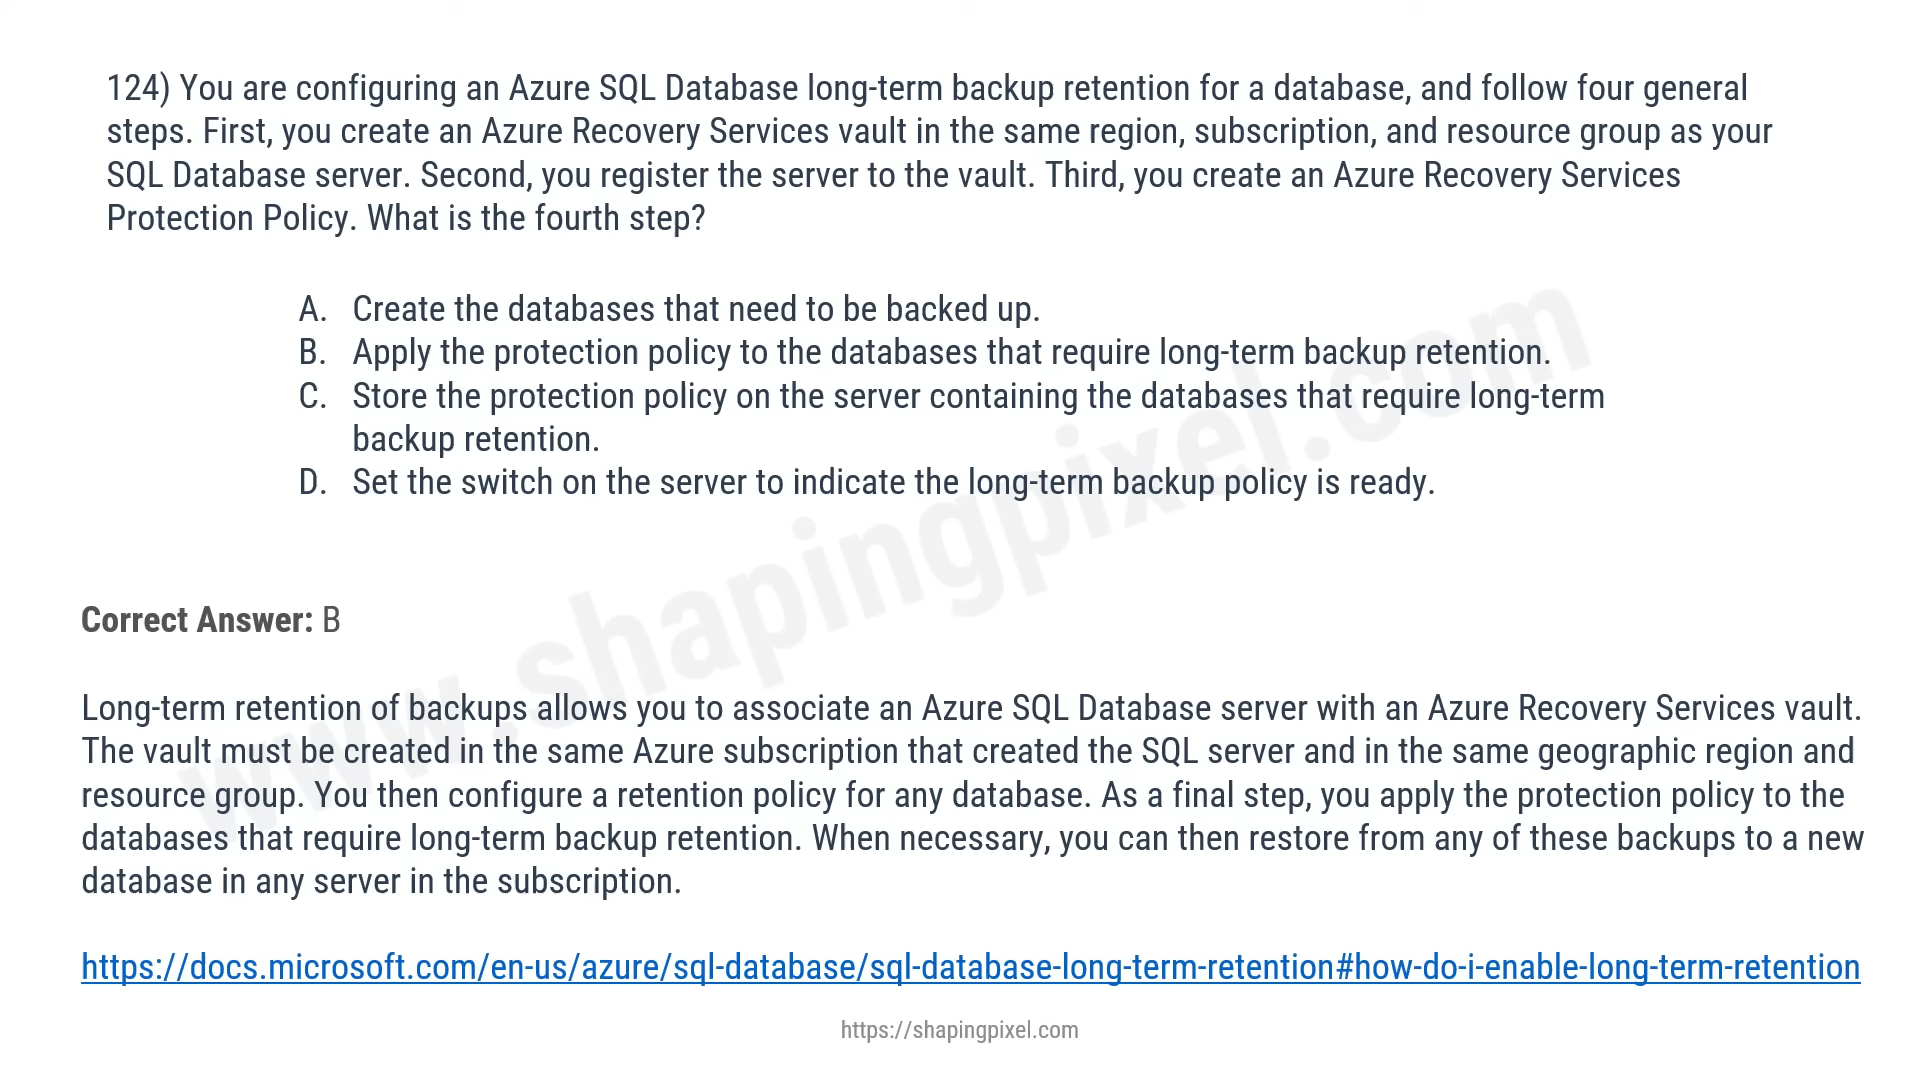 124) You are configuring an Azure SQL Database long-term backup retention for a database, and follow four general
steps. First, you create an Azure Recovery Services vault in the same region, subscription, and resource group as your
SQL Database server. Second, you register the server to the vault. Third, you create an Azure Recovery Services
Protection Policy. What is the fourth step?
A. Create the databases that need to be backed up.
B. Apply the protection policy to the databases that require long-term backup retention.
C. Store the protection policy on the server containing the databases that require long-term
backup retention.
D. Set the switch on the server to indicate the long-term backup policy is ready.
www.shapingpixel.com
Correct Answer: B
Long-term retention of backups allows you to associate an Azure SQL Database server with an Azure Recovery Services vault.
The vault must be created in the same Azure subscription that created the SQL server and in the same geographic region and
resource group. You then configure a retention policy for any database. As a final step, you apply the protection policy to the
databases that require long-term backup retention. When necessary, you can then restore from any of these backups to a new
database in any server in the subscription.
https://docs.microsoft.com/en-us/azure/sql-database/sql-database-long-term-retention#how-do-i-enable-long-term-retention
https://shapingpixel.com